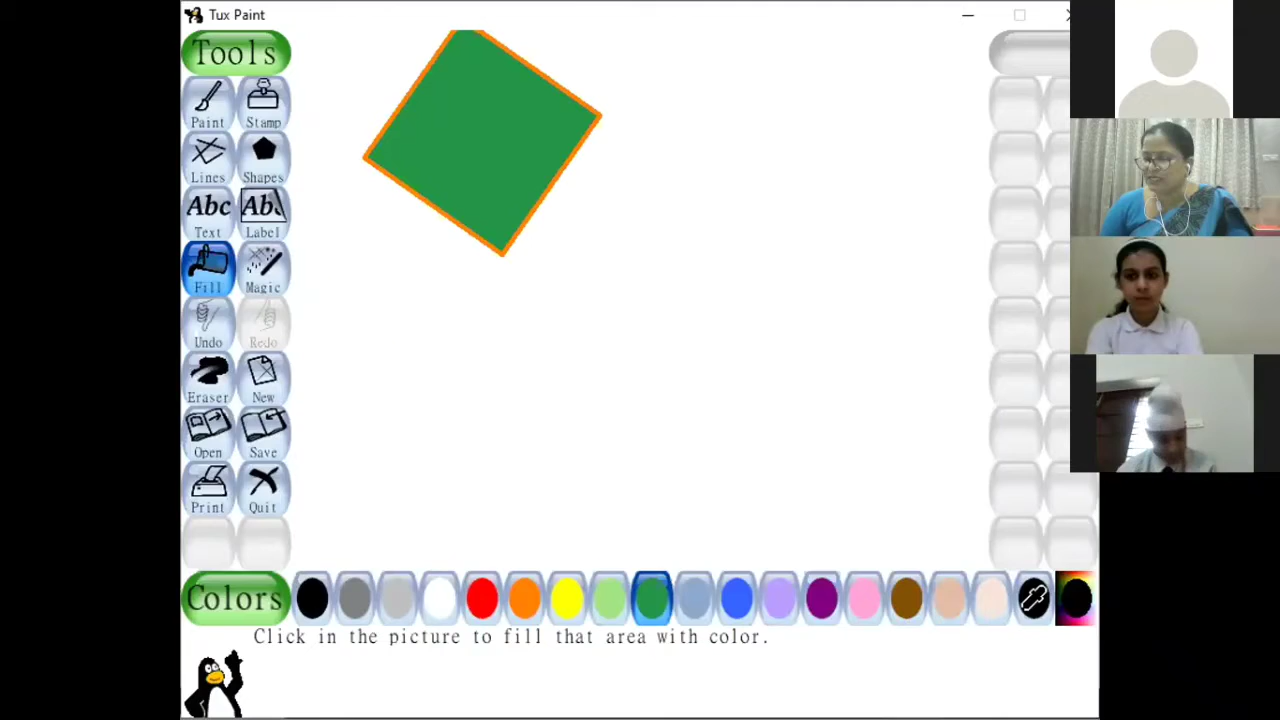 Tux Paint
Tools
Paint Stamp
Lines Shapes
Abc Abc
Text Label
Fill Magic
Undo Redo
Eraser New
Open Save
Print Quit
Colors
Click in the picture to fill that area with color.